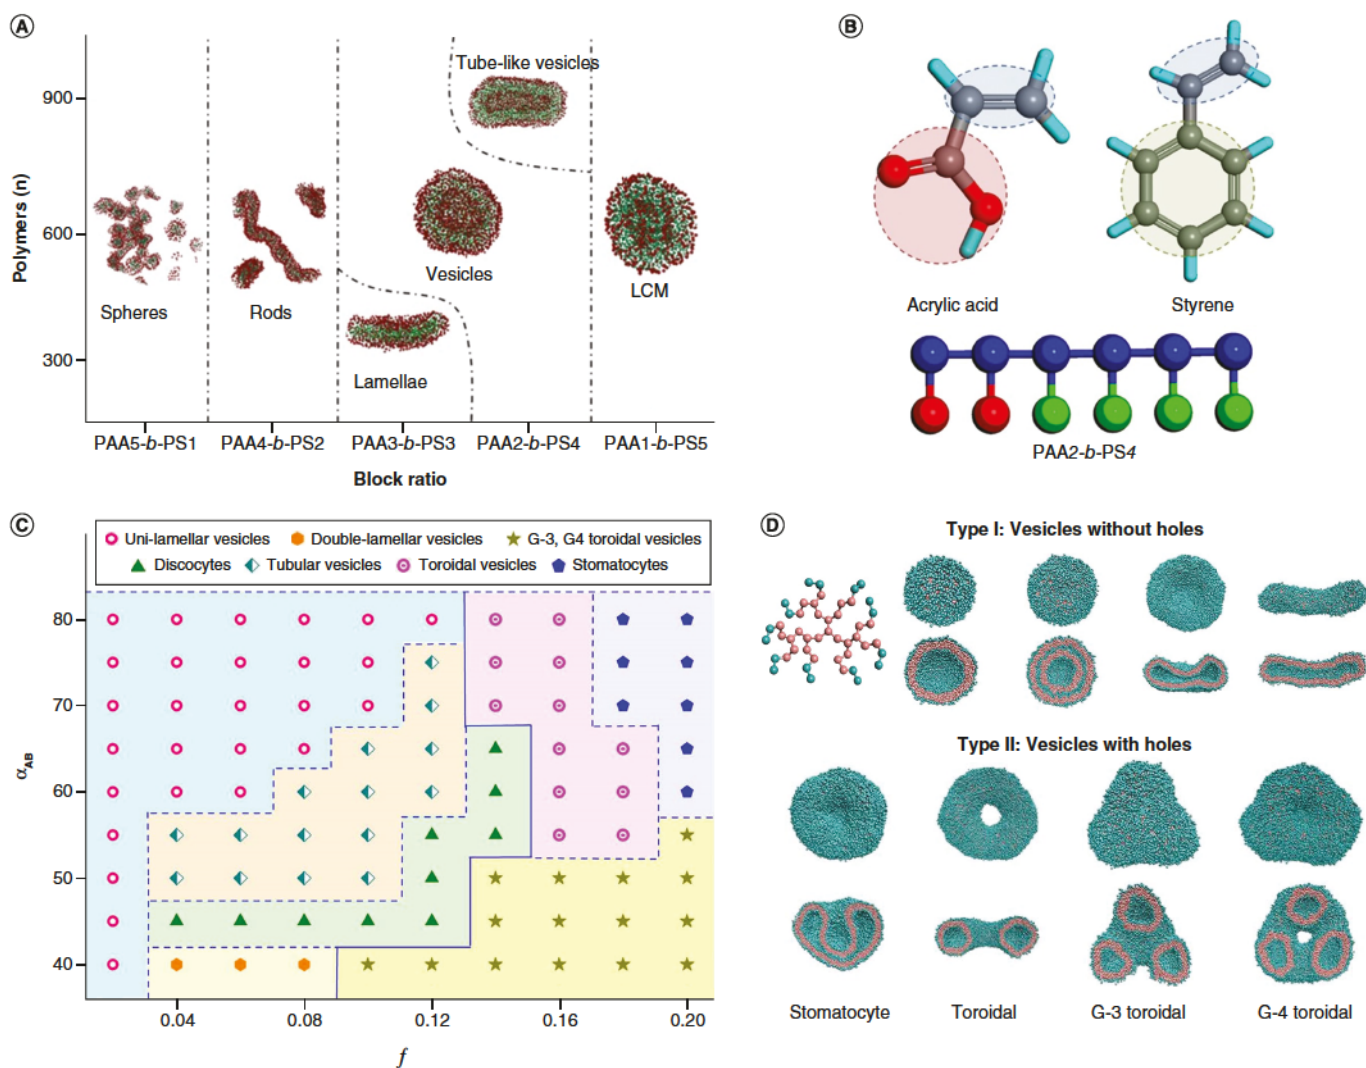 A
Polymers (n)
900
600
300
Tube-like vesicles
Vesicles
LCM
Spheres
Rods
Lamellae
PAA5-b-PS1
PAA4-b-PS2
PAA3-b-PS3
PAA2-b-PS4
PAA1-b-PS5
Block ratio
B
Acrylic acid
Styrene
PAA2-b-PS4
C
Uni-lamellar vesicles
Double-lamellar vesicles
G-3, G4 toroidal vesicles
Discocytes
Tubular vesicles
Toroidal vesicles
Stomatocytes
αAB
80
70
60
50
40
0.04
0.08
0.12
0.16
0.20
f
D
Type I: Vesicles without holes
Type II: Vesicles with holes
Stomatocyte
Toroidal
G-3 toroidal
G-4 toroidal